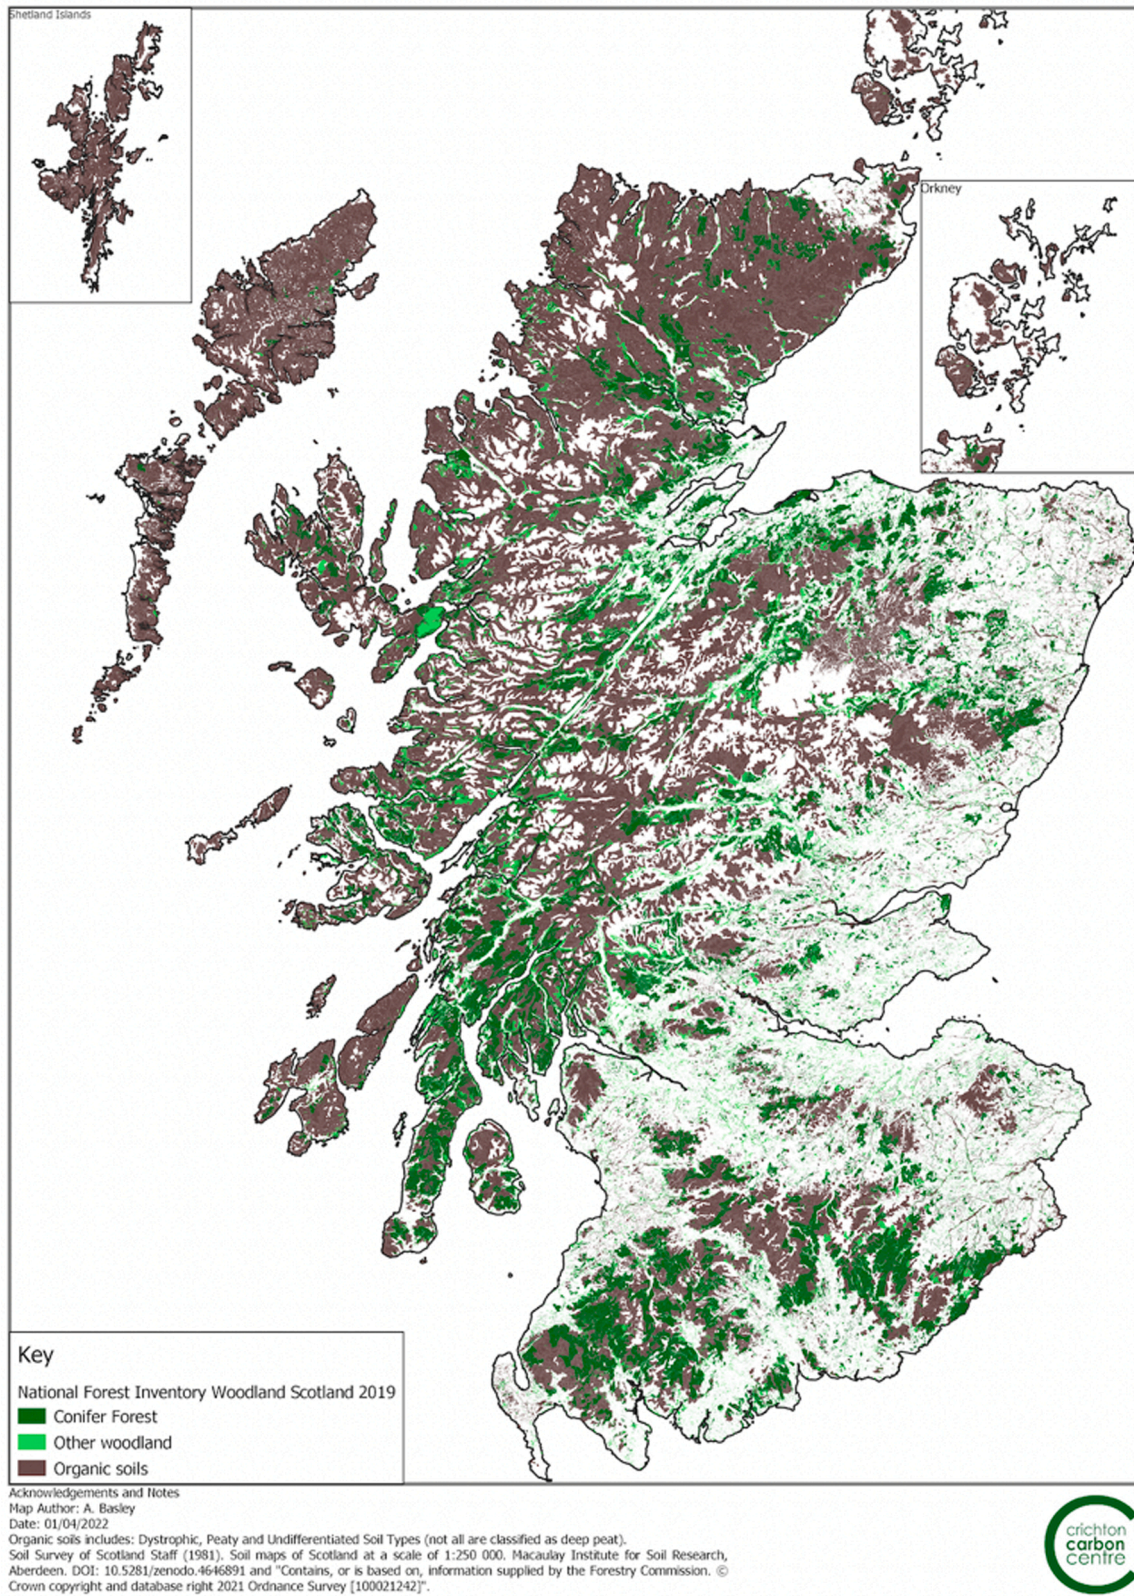 Shetland Islands
Orkney
Key
National Forest Inventory Woodland Scotland 2019
Conifer Forest
Other woodland
Organic soils
Acknowledgements and Notes
Map Author: A. Basley
Date: 01/04/2022
Organic soils includes: Dystrophic, Peaty and Undifferentiated Soil Types (not all are classified as deep peat).
Soil Survey of Scotland Staff (1981). Soil maps of Scotland at a scale of 1:250 000. Macaulay Institute for Soil Research,
Aberdeen. DOI: 10.5281/zenodo.4646891 and "Contains, or is based on, information supplied by the Forestry Commission. ©
Crown copyright and database right 2021 Ordnance Survey [100021242]".
crichton
carbon
centre